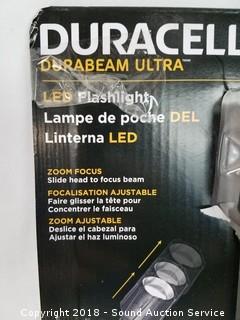 DURACELL
DURABEAM ULTRA
LED Flashlight
Lampe de poche DEL
Linterna LED
ZOOM FOCUS
Slide head to focus beam
FOCALISATION AJUSTABLE
Faire glisser la tête pour
Concentrer le faisceau
ZOOM AJUSTABLE
Deslice el cabezal para
Ajustar el haz luminoso
Copyright 2018 - Sound Auction Service